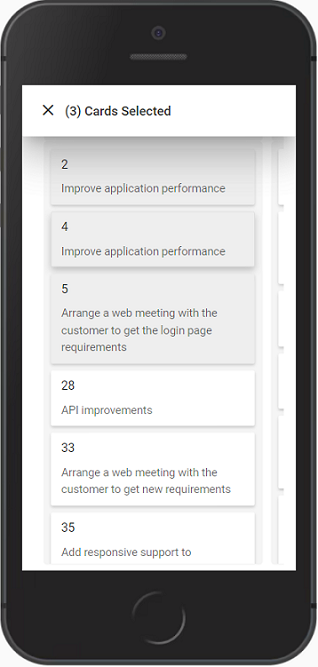 (3) Cards Selected
2
Improve application performance
4
Improve application performance
5
Arrange a web meeting with the
customer to get the login page
requirements
28
API improvements
33
Arrange a web meeting with the
customer to get new requirements
35
Add responsive support to